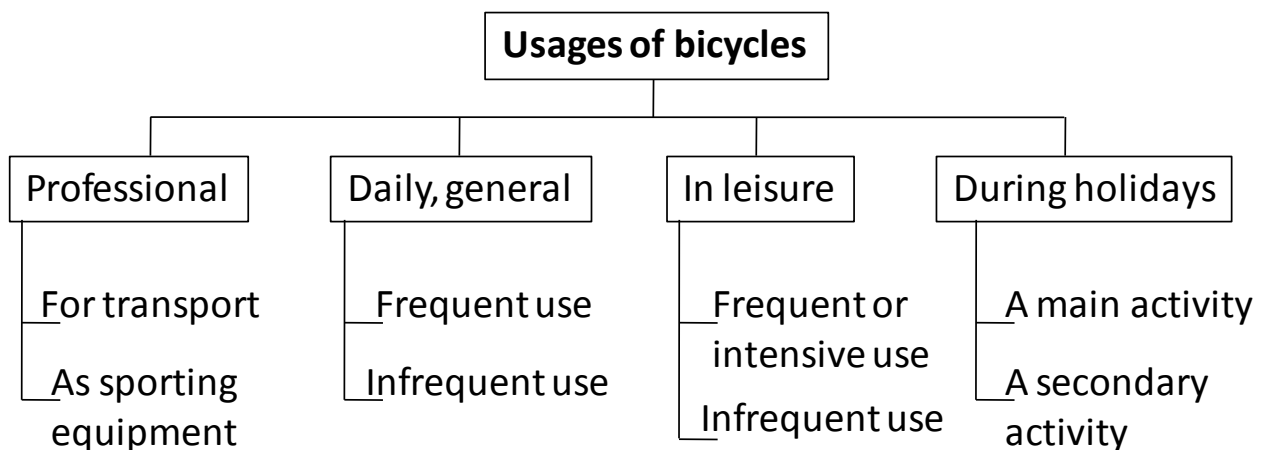 Usages of bicycles
Professional
For transport
As sporting
equipment
Daily, general
Frequent use
Infrequent use
In leisure
Frequent or
intensive use
Infrequent use
During holidays
A main activity
A secondary
activity